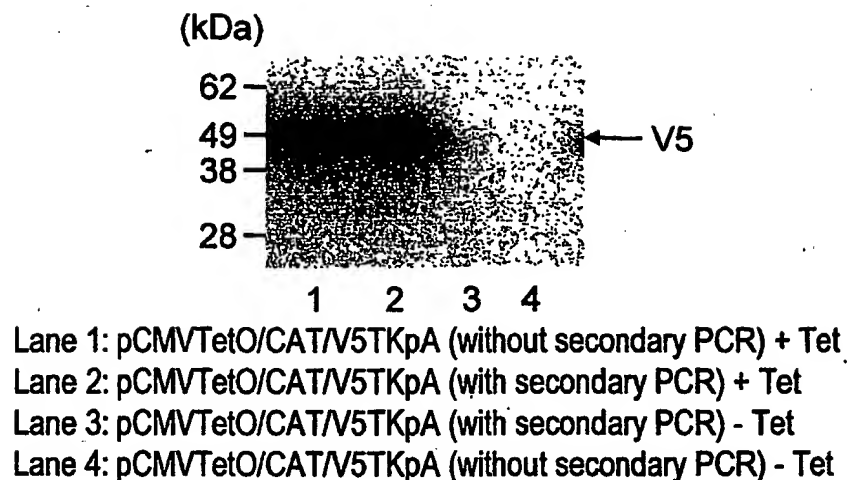 (kDa)
62
49
V5
38
28
1 2 3 4
Lane 1: pCMVTetO/CAT/V5TKpA (without secondary PCR) + Tet
Lane 2: pCMVTetO/CAT/V5TKpA (with secondary PCR) + Tet
Lane 3: pCMVTetO/CAT/V5TKpA (with secondary PCR) - Tet
Lane 4: pCMVTetO/CAT/V5TKpA (without secondary PCR) - Tet